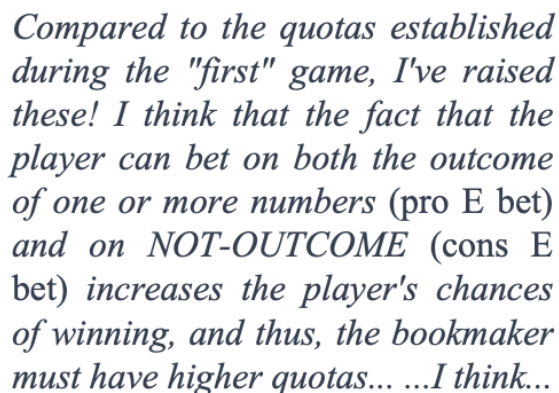 Compared to the quotas established
during the "first" game, I've raised
these! I think that the fact that the
player can bet on both the outcome
of one or more numbers (pro E bet)
and on NOT-OUTCOME (cons E
bet) increases the player's chances
of winning, and thus, the bookmaker
must have higher quotas... ...I think...